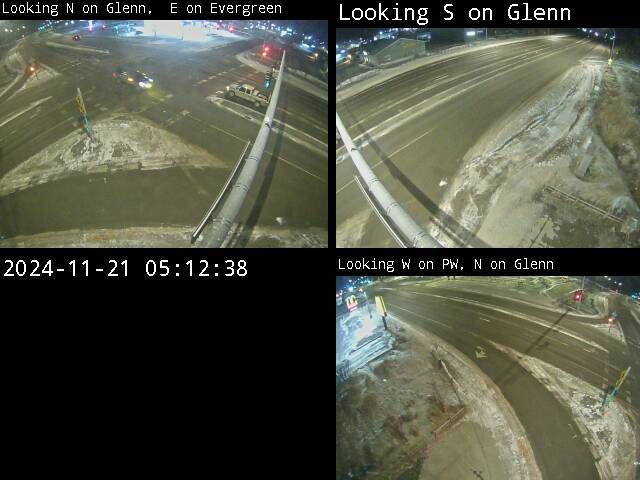 Looking N on Glenn,  E on Evergreen
Looking S on Glenn
2024-11-21 05:12:38
Looking W on PW, N on Glenn